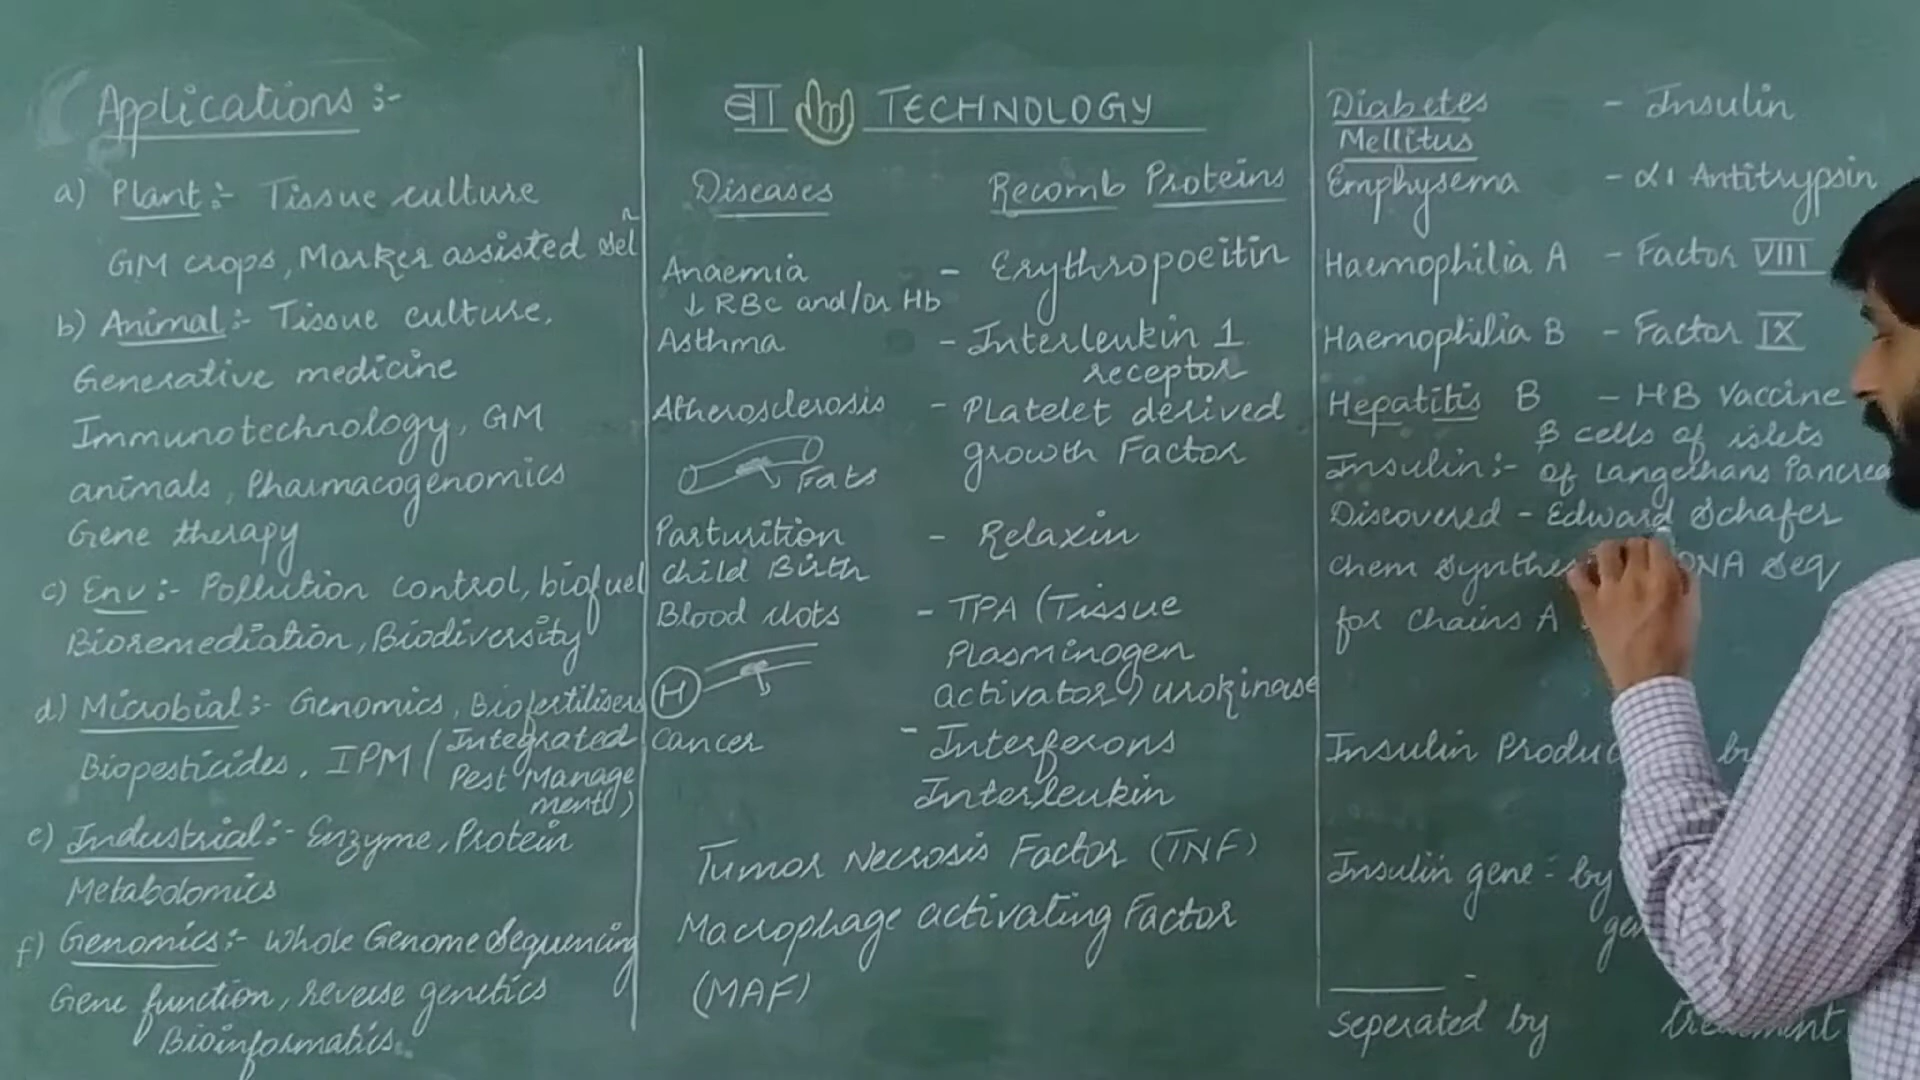 Applications :-
a) Plant :- Tissue culture
GM crops, Marker assisted selⁿ
b) Animal :- Tissue culture,
Generative medicine
Immunotechnology, GM
animals, Pharmacogenomics
Gene therapy
c) Env :- Pollution control, biofuel
Bioremediation, Biodiversity
d) Microbial :- Genomics, Biofertilisers
Biopesticides, IPM (Integrated
Pest Manage
ment)
e) Industrial :- Enzyme, Protein
Metabolomics
f) Genomics :- Whole Genome Sequencing
Gene function, reverse genetics
Bioinformatics.
बा TECHNOLOGY
Diseases Recomb Proteins
Anaemia - Erythropoeitin
↓ RBC and/or Hb
Asthma - Interleukin 1
receptor
Atherosclerosis - Platelet derived
growth Factor
Fats
Parturition - Relaxin
Child Birth
Blood clots - TPA (Tissue
Plasminogen
activator) urokinase
H
Cancer - Interferons
Interleukin
Tumor Necrosis Factor (TNF)
Macrophage activating Factor
(MAF)
Diabetes - Insulin
Mellitus
Emphysema - α1 Antitrypsin
Haemophilia A - Factor VIII
Haemophilia B - Factor IX
Hepatitis B - HB Vaccine
β cells of islets
Insulin :- of Langerhans
Discovered - Edward Schafer
Chem DNA Seq
for Chains A
Insulin
Insulin gene - by
seperated by treatment